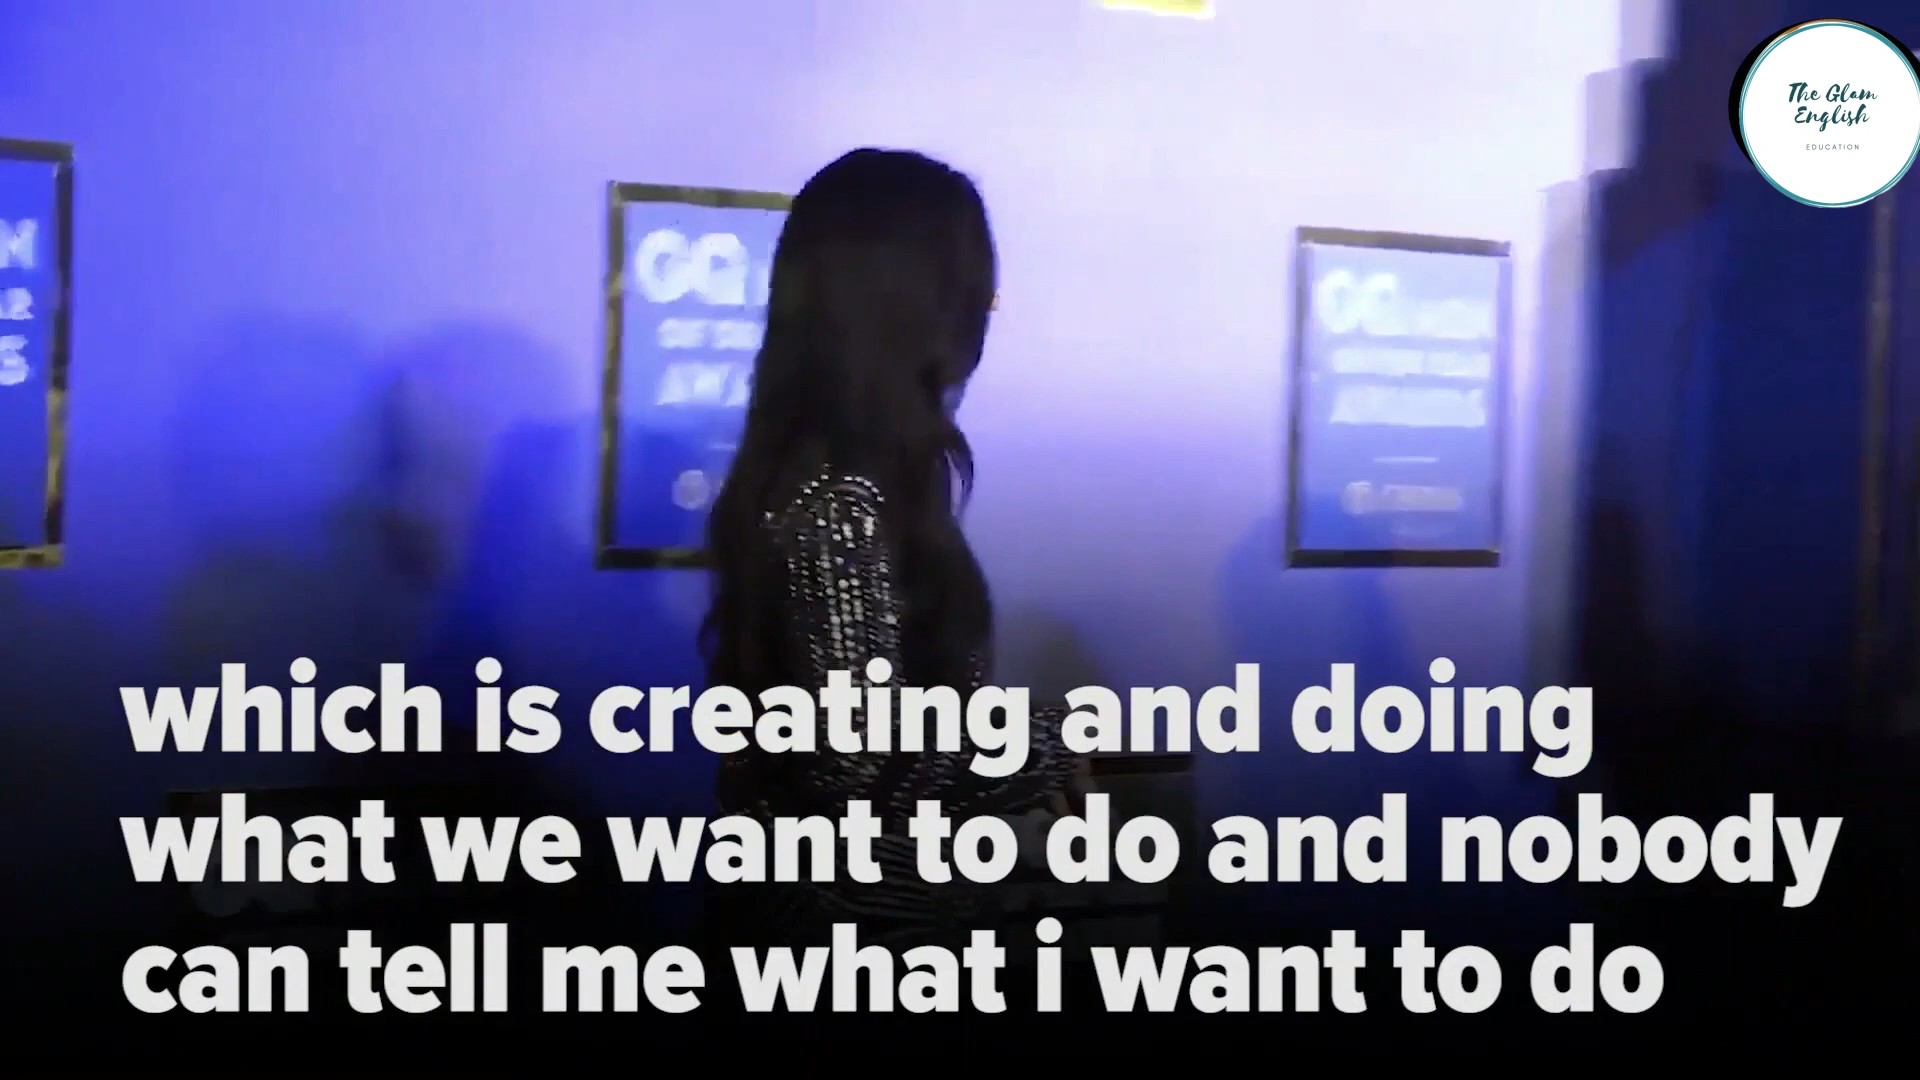 The Glam
English
EDUCATION
GQ
which is creating and doing
what we want to do and nobody
can tell me what i want to do